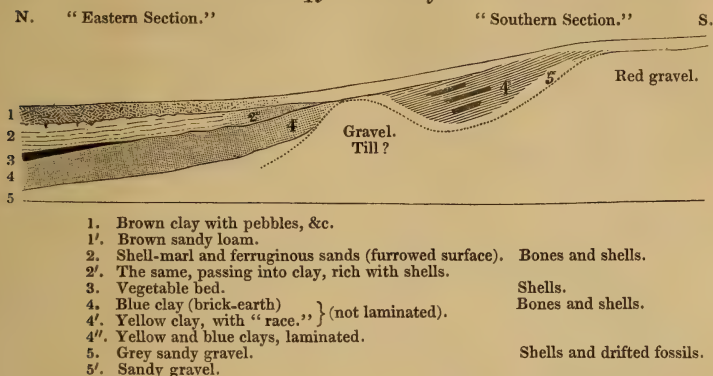 N. “ Eastern Section.” “ Southern Section.” S.
Red gravel.
Gravel.
Till ?
1
2
3
4
5
2'
4'
4"
5'
1. Brown clay with pebbles, &c.
1'. Brown sandy loam.
2. Shell-marl and ferruginous sands (furrowed surface). Bones and shells.
2'. The same, passing into clay, rich with shells.
3. Vegetable bed. Shells.
4. Blue clay (brick-earth) } (not laminated). Bones and shells.
4'. Yellow clay, with “ race.”
4". Yellow and blue clays, laminated.
5. Grey sandy gravel. Shells and drifted fossils.
5'. Sandy gravel.